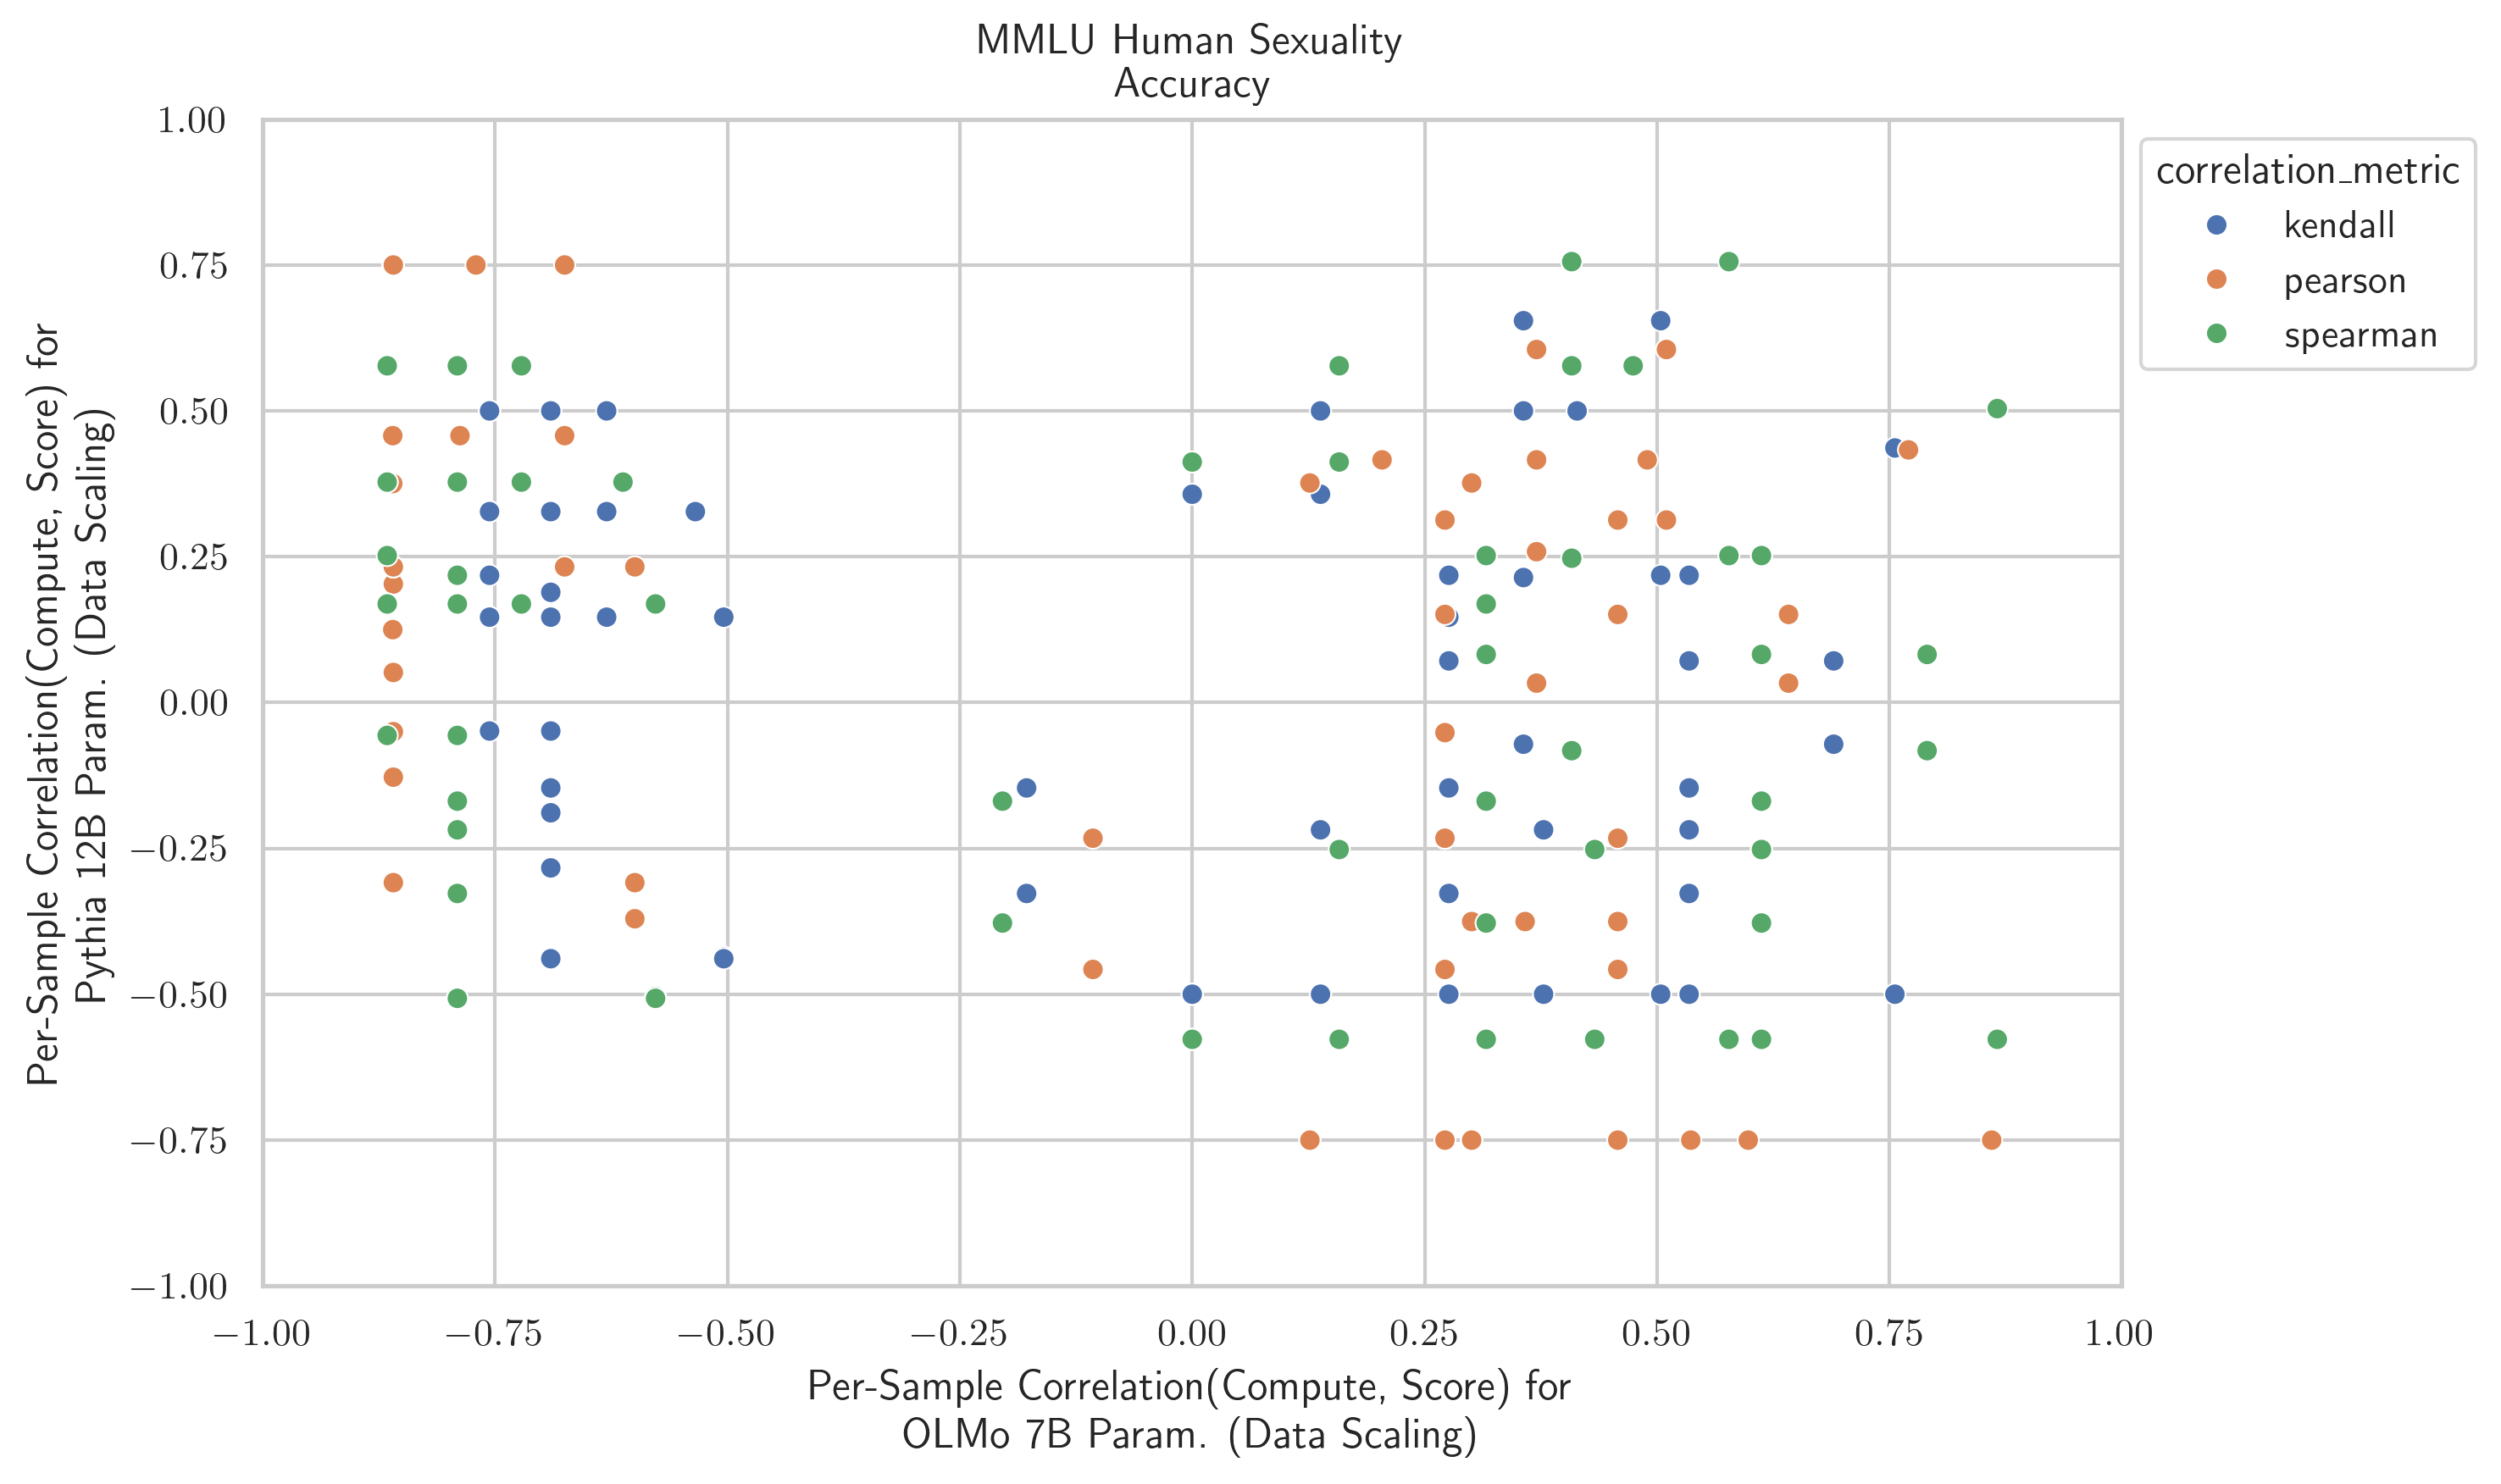 MMLU Human Sexuality
Accuracy
1.00
0.75
0.50
0.25
0.00
−0.25
−0.50
−0.75
−1.00
Per-Sample Correlation(Compute, Score) for
Pythia 12B Param. (Data Scaling)
−1.00
−0.75
−0.50
−0.25
0.00
0.25
0.50
0.75
1.00
Per-Sample Correlation(Compute, Score) for
OLMo 7B Param. (Data Scaling)
correlation_metric
kendall
pearson
spearman